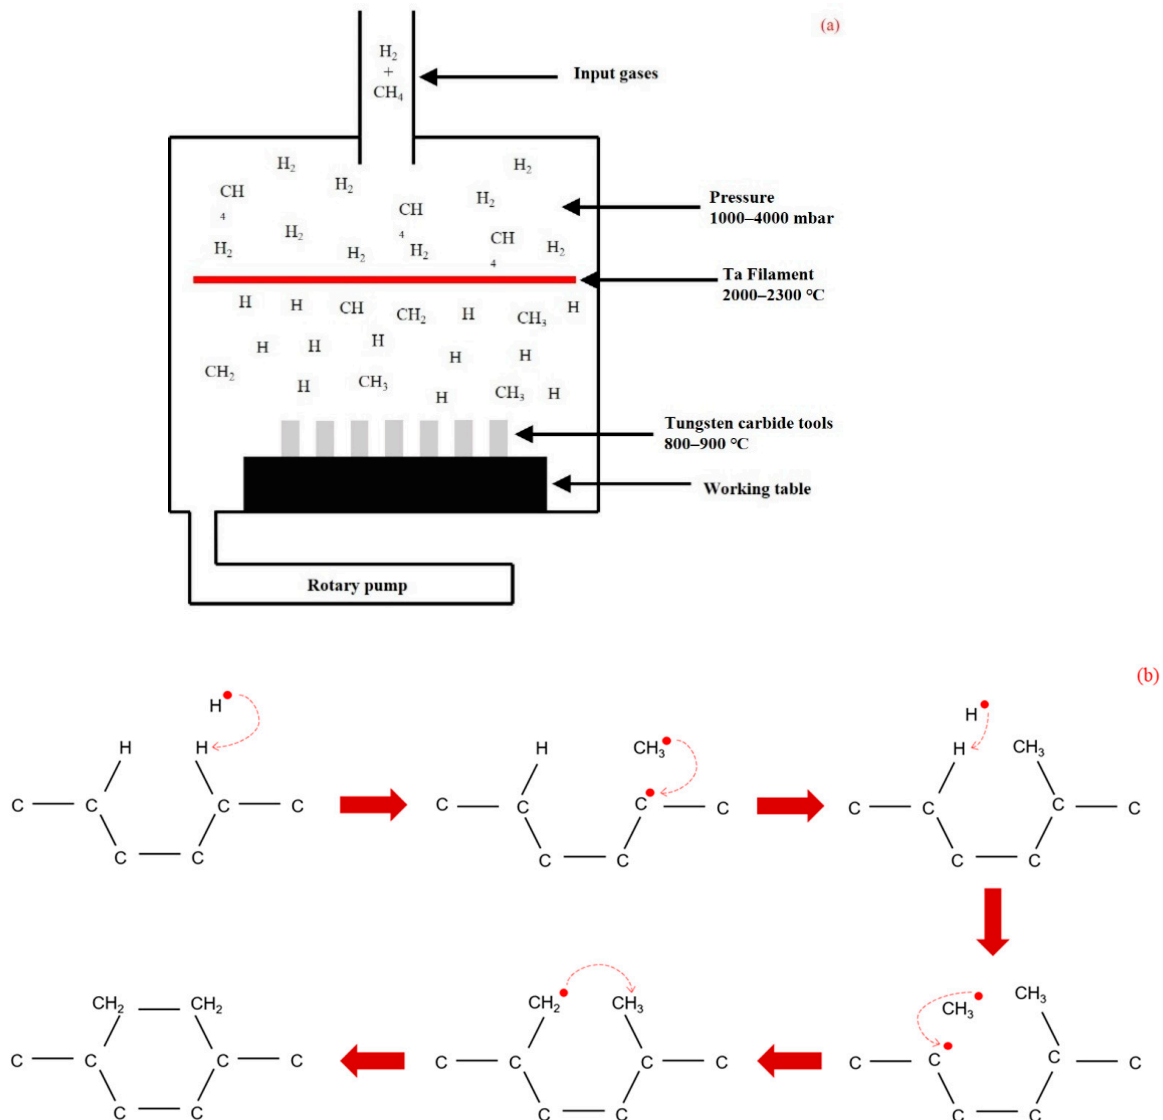 (a)
H₂
+
CH₄
Input gases
H₂
H₂
H₂
CH
4
H₂
CH
4
Pressure
1000–4000 mbar
H₂
H₂
H₂
H₂
CH
4
H₂
Ta Filament
2000–2300 °C
H
H
CH
CH₂
H
CH₃
H
H
H
H
H
H
CH₂
H
CH₃
H
CH₃
H
Tungsten carbide tools
800–900 °C
Working table
Rotary pump
(b)
H
H
H
C
C
C
C
C
C
H
CH₃
C
C
C
C
C
C
H
H
CH₃
C
C
C
C
C
C
CH₂
CH₂
C
C
C
C
C
C
CH₂
CH₃
C
C
C
C
C
C
CH₃
CH₃
C
C
C
C
C
C